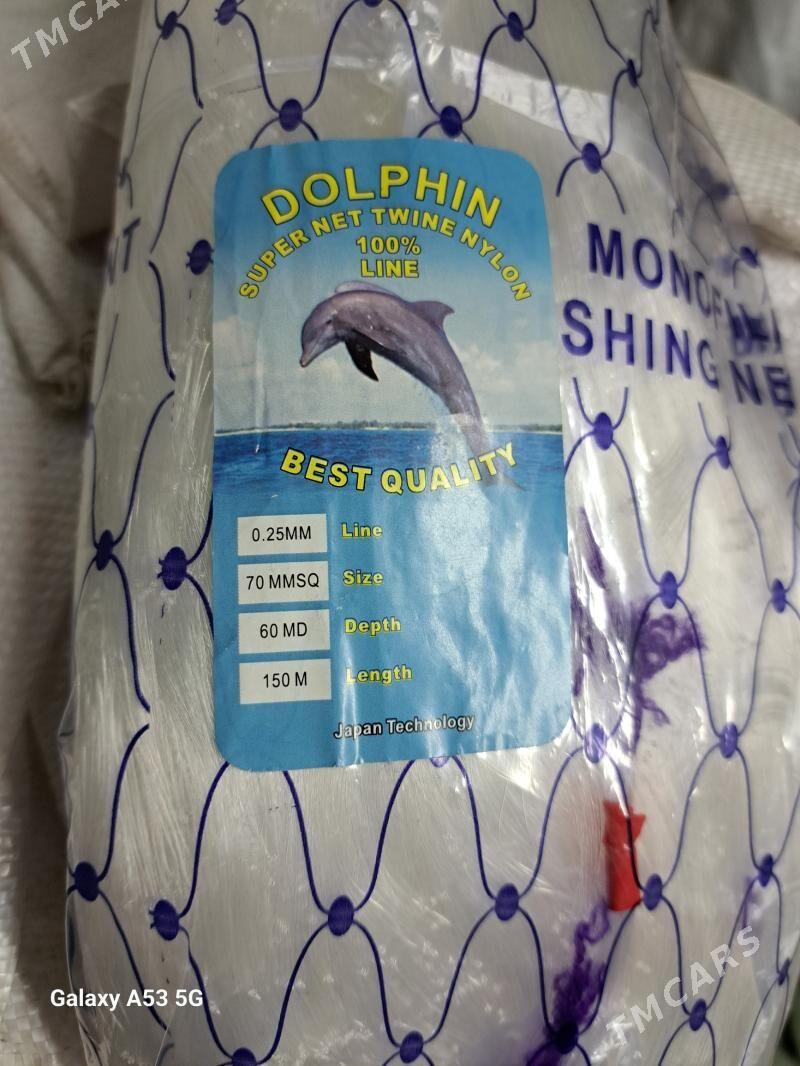 TMCARS
DOLPHIN
SUPER NET TWINE NYLON
100%
LINE
NT
SHING NE
BEST QUALITY
0.25MM Line
70 MMSQ Size
60 MD Depth
150 M Length
Japan Technology
Galaxy A53 5G
TMCARS